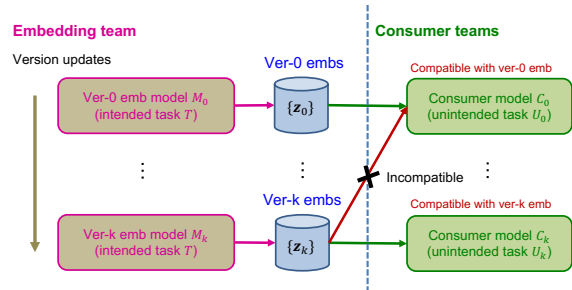 Embedding team
Consumer teams
Version updates
Ver-0 embs
Compatible with ver-0 emb
Ver-0 emb model M₀
(intended task T)
{z₀}
Consumer model C₀
(unintended task U₀)
⋮ ⋮ ⋮
Incompatible
Ver-k embs
Compatible with ver-k emb
Ver-k emb model Mₖ
(intended task T)
{zₖ}
Consumer model Cₖ
(unintended task Uₖ)